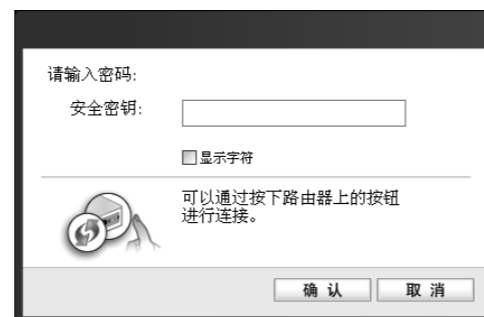 请输入密码:
安全密钥:
显示字符
可以通过按下路由器上的按钮
进行连接。
确认 取消